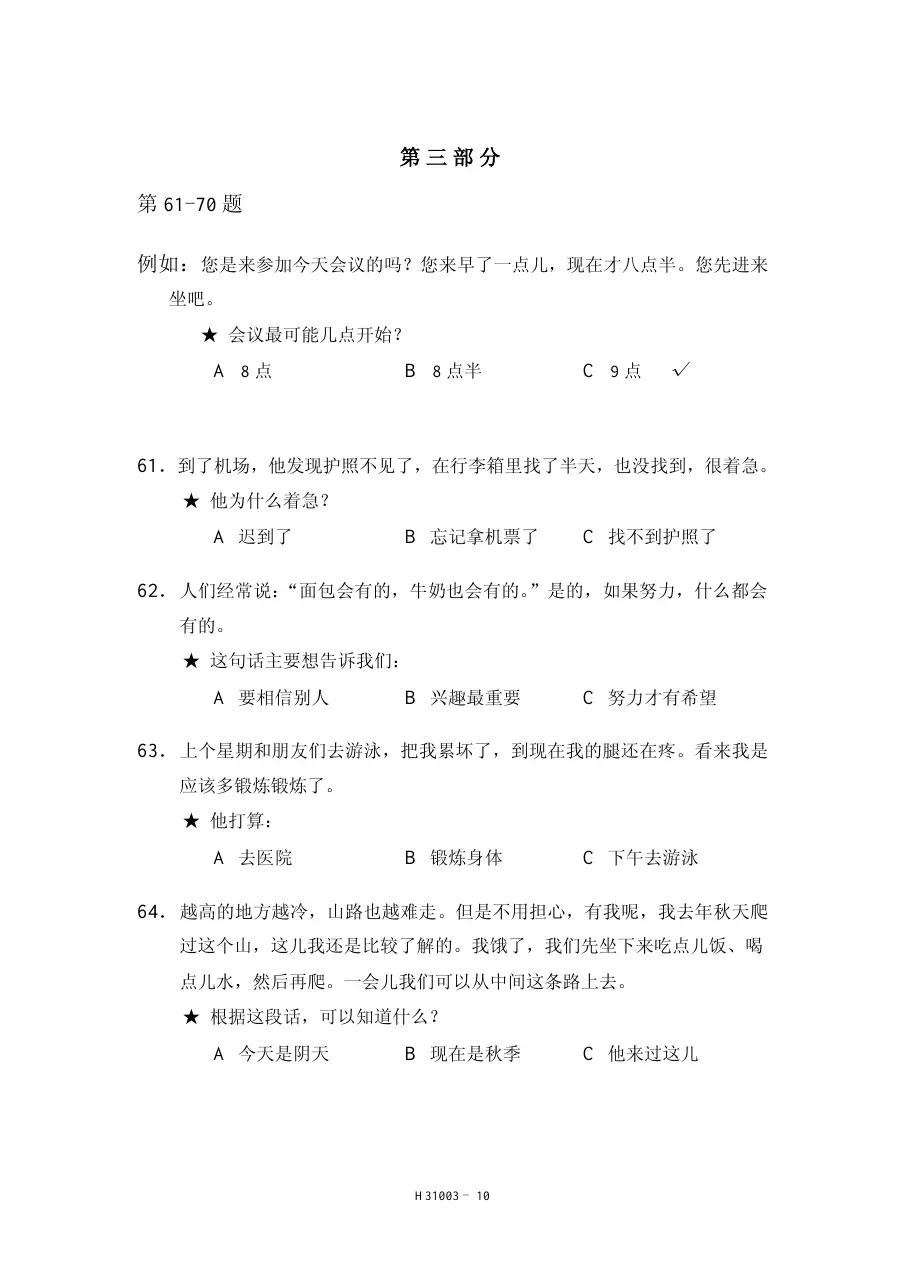 第三部分
第 61-70 题
例如：您是来参加今天会议的吗？您来早了一点儿，现在才八点半。您先进来
坐吧。
★ 会议最可能几点开始？
A 8 点 B 8 点半 C 9 点 √
61．到了机场，他发现护照不见了，在行李箱里找了半天，也没找到，很着急。
★ 他为什么着急？
A 迟到了 B 忘记拿机票了 C 找不到护照了
62．人们经常说：“面包会有的，牛奶也会有的。”是的，如果努力，什么都会
有的。
★ 这句话主要想告诉我们：
A 要相信别人 B 兴趣最重要 C 努力才有希望
63．上个星期和朋友们去游泳，把我累坏了，到现在我的腿还在疼。看来我是
应该多锻炼锻炼了。
★ 他打算：
A 去医院 B 锻炼身体 C 下午去游泳
64．越高的地方越冷，山路也越难走。但是不用担心，有我呢，我去年秋天爬
过这个山，这儿我还是比较了解的。我饿了，我们先坐下来吃点儿饭、喝
点儿水，然后再爬。一会儿我们可以从中间这条路上去。
★ 根据这段话，可以知道什么？
A 今天是阴天 B 现在是秋季 C 他来过这儿
H31003 - 10